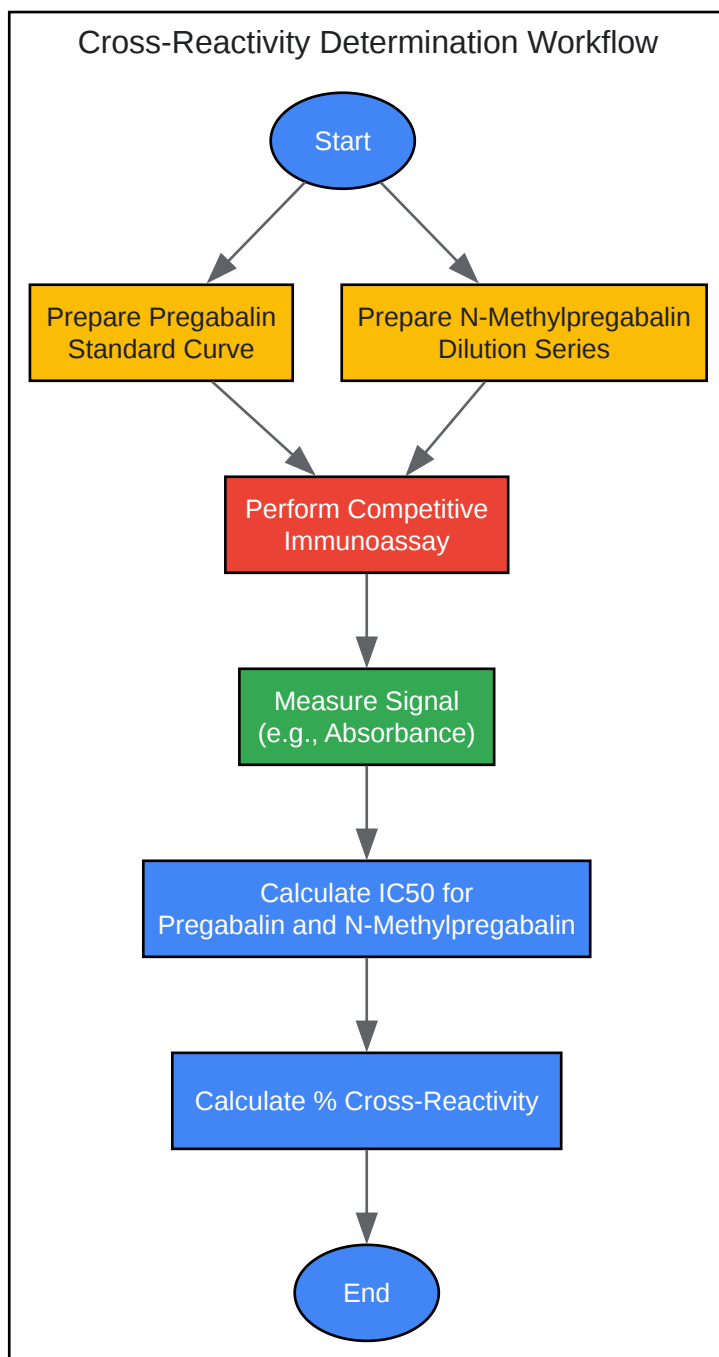 Cross-Reactivity Determination Workflow
Start
Prepare Pregabalin
Standard Curve
Prepare N-Methylpregabalin
Dilution Series
Perform Competitive
Immunoassay
Measure Signal
(e.g., Absorbance)
Calculate IC50 for
Pregabalin and N-Methylpregabalin
Calculate % Cross-Reactivity
End